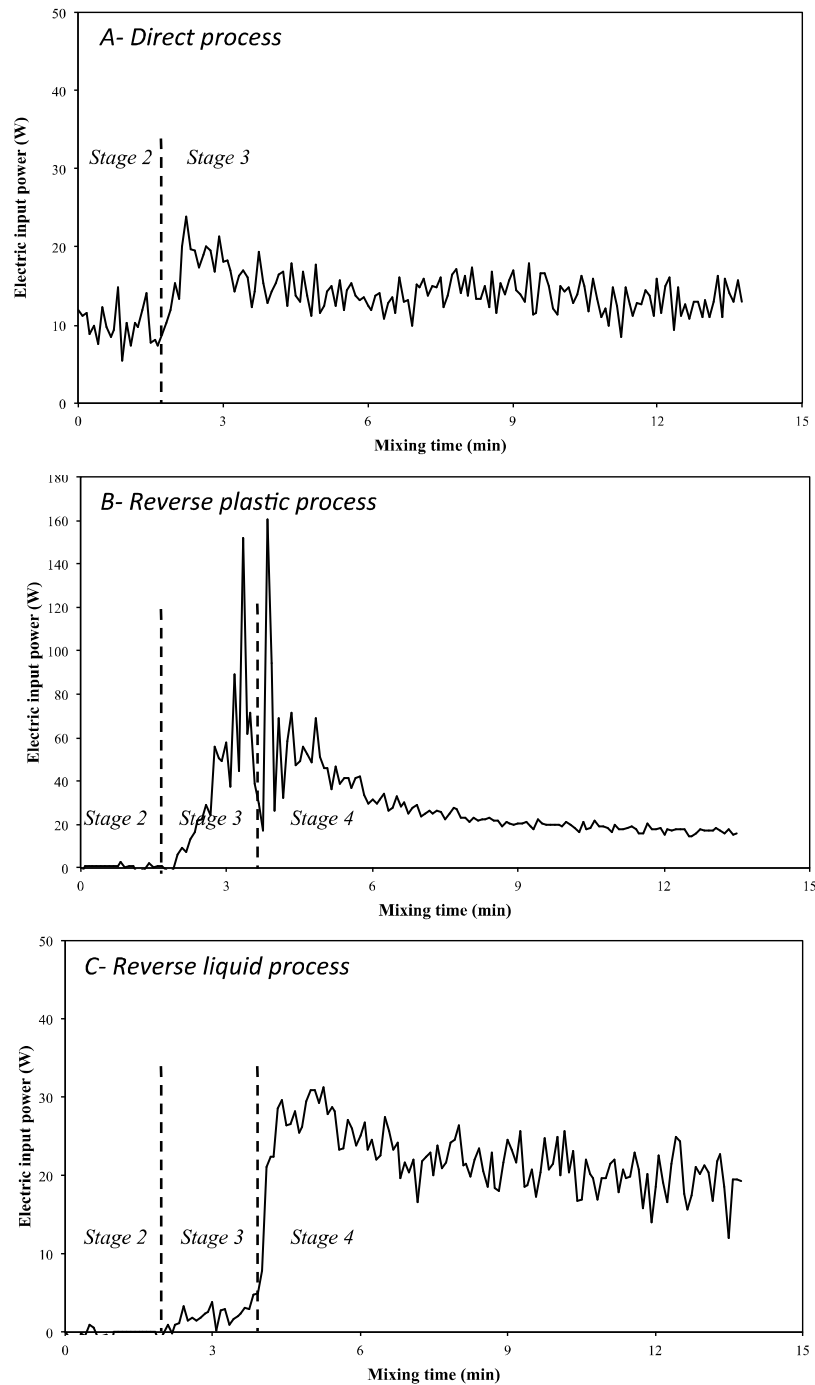 A- Direct process
50
40
30
20
10
0
Electric input power (W)
Stage 2 Stage 3
0 3 6 9 12 15
Mixing time (min)
B- Reverse plastic process
180
160
140
120
100
80
60
40
20
0
Electric input power (W)
Stage 2 Stage 3 Stage 4
0 3 6 9 12 15
Mixing time (min)
C- Reverse liquid process
50
40
30
20
10
0
Electric input power (W)
Stage 2 Stage 3 Stage 4
0 3 6 9 12 15
Mixing time (min)